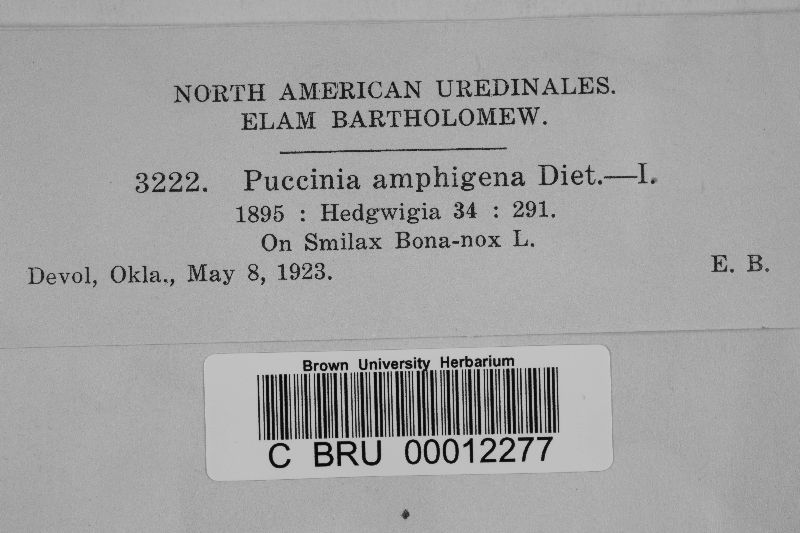 NORTH AMERICAN UREDINALES.
ELAM BARTHOLOMEW.
3222. Puccinia amphigena Diet.—I.
1895 : Hedgwigia 34 : 291.
On Smilax Bona-nox L.
Devol, Okla., May 8, 1923. E. B.
Brown University Herbarium
C BRU 00012277